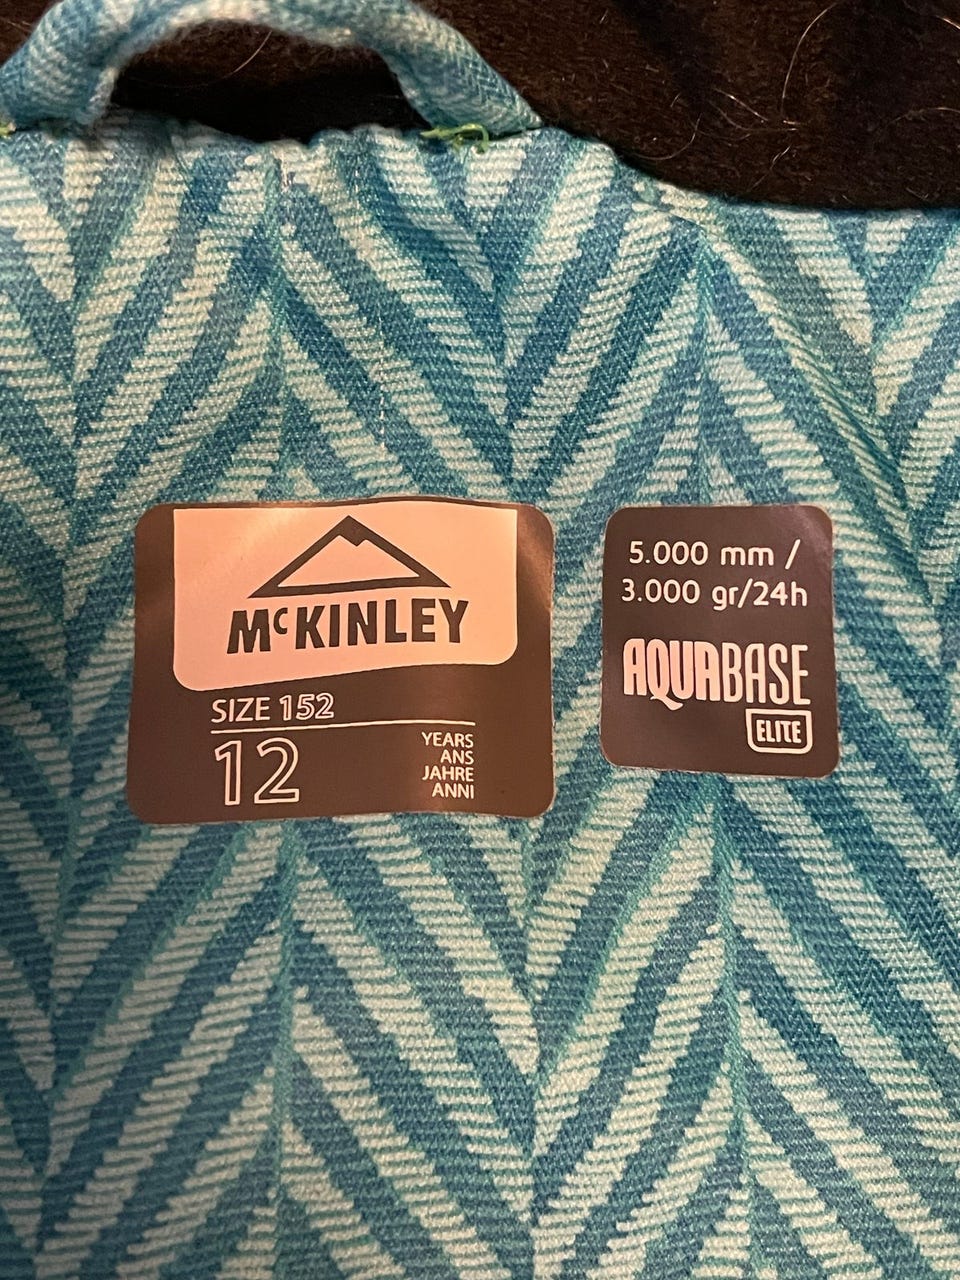 McKINLEY
SIZE 152
12
YEARS
ANS
JAHRE
ANNI
5.000 mm /
3.000 gr/24h
AQUABASE
ELITE